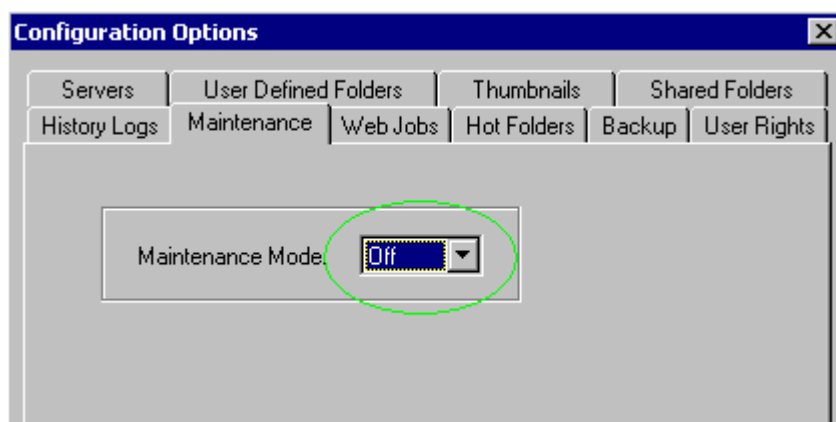 Configuration Options
Servers User Defined Folders Thumbnails Shared Folders
History Logs Maintenance Web Jobs Hot Folders Backup User Rights
Maintenance Mode: Off